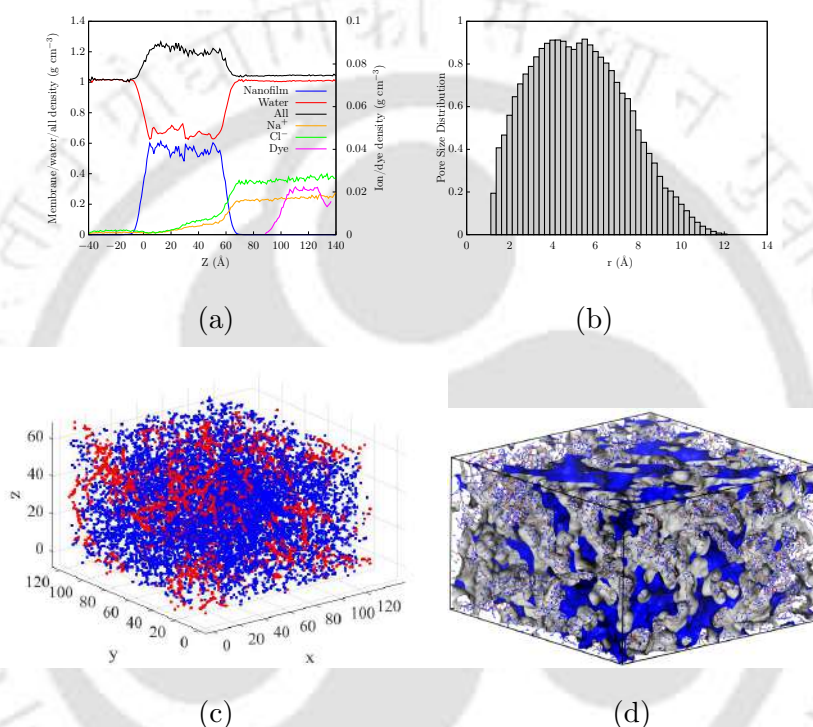 1.4
1.2
1
0.8
0.6
0.4
0.2
0
0.1
0.08
0.06
0.04
0.02
0
−40 −20 0 20 40 60 80 100 120 140
Z (Å)
Membrane/water/all density (g cm⁻³)
Ion/dye density (g cm⁻³)
Nanofilm
Water
All
Na⁺
Cl⁻
Dye
(a)
1
0.8
0.6
0.4
0.2
0
0 2 4 6 8 10 12 14
r (Å)
Pore Size Distribution
(b)
60
40
20
0
z
120 100 80 60 40 20 0
y
0 20 40 60 80 100 120
x
(c)
(d)